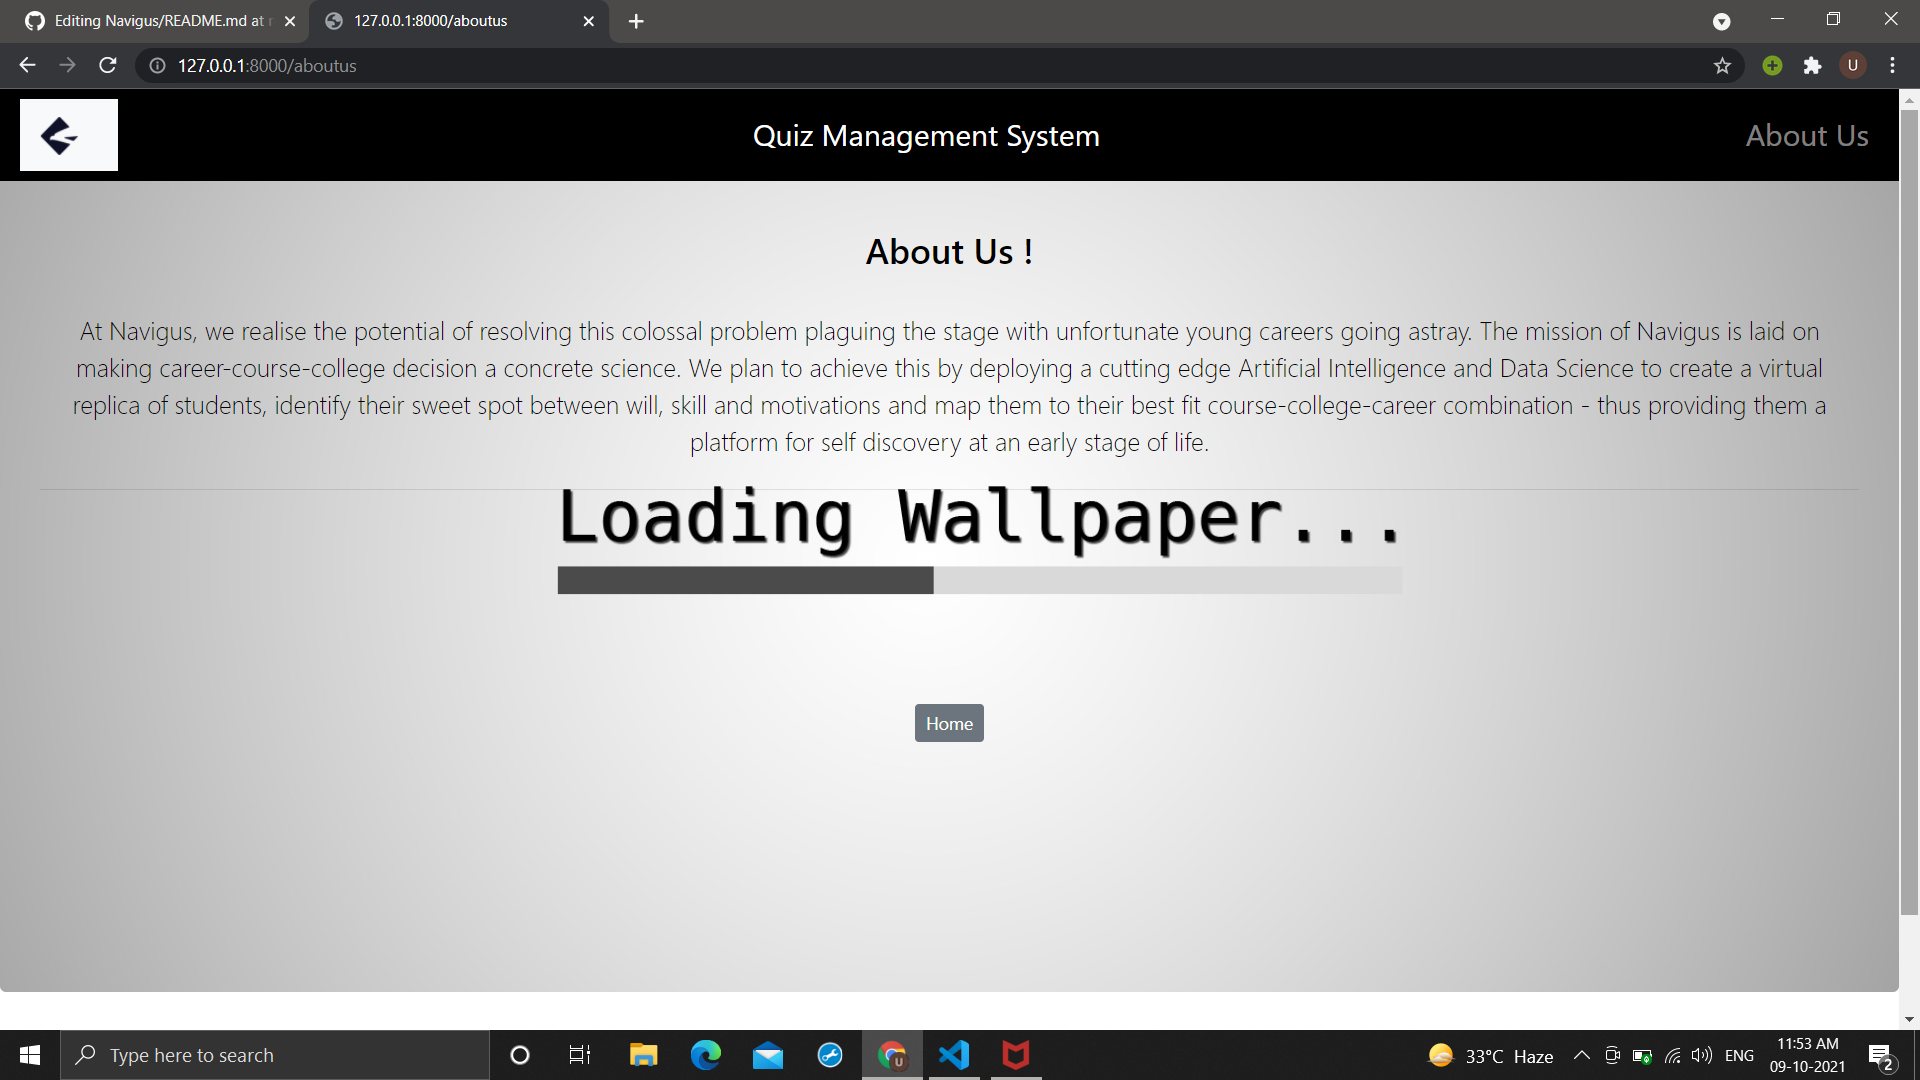 Editing Navigus/README.md at
127.0.0.1:8000/aboutus
127.0.0.1:8000/aboutus
U
Quiz Management System
About Us
About Us !
At Navigus, we realise the potential of resolving this colossal problem plaguing the stage with unfortunate young careers going astray. The mission of Navigus is laid on
making career-course-college decision a concrete science. We plan to achieve this by deploying a cutting edge Artificial Intelligence and Data Science to create a virtual
replica of students, identify their sweet spot between will, skill and motivations and map them to their best fit course-college-career combination - thus providing them a
platform for self discovery at an early stage of life.
Loading Wallpaper...
Home
Type here to search
U
33°C Haze
ENG
11:53 AM
09-10-2021
2